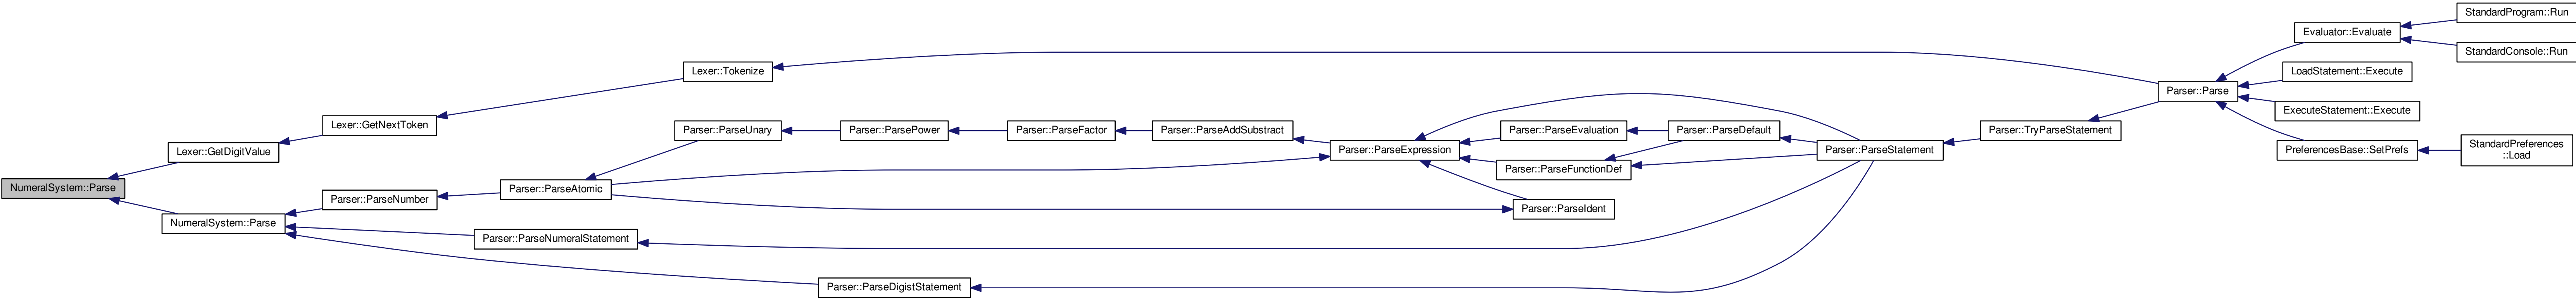 NumeralSystem::Parse
Lexer::GetDigitValue
NumeralSystem::Parse
Lexer::GetNextToken
Parser::ParseNumber
Parser::ParseNumeralStatement
Parser::ParseDigistStatement
Lexer::Tokenize
Parser::ParseAtomic
Parser::ParseUnary
Parser::ParsePower
Parser::ParseFactor
Parser::ParseAddSubstract
Parser::ParseExpression
Parser::ParseEvaluation
Parser::ParseFunctionDef
Parser::ParseIdent
Parser::ParseDefault
Parser::ParseStatement
Parser::TryParseStatement
Parser::Parse
Evaluator::Evaluate
LoadStatement::Execute
ExecuteStatement::Execute
PreferencesBase::SetPrefs
StandardProgram::Run
StandardConsole::Run
StandardPreferences
::Load